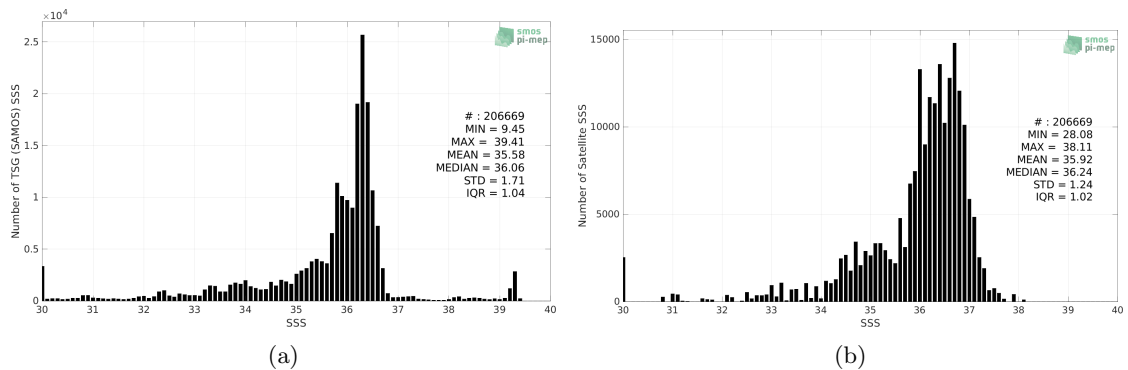 ×10⁴
smos
pi-mep
2.5
2
1.5
1
0.5
0
Number of TSG (SAMOS) SSS
# : 206669
MIN = 9.45
MAX = 39.41
MEAN = 35.58
MEDIAN = 36.06
STD = 1.71
IQR = 1.04
30 31 32 33 34 35 36 37 38 39 40
SSS
(a)
smos
pi-mep
15000
10000
5000
0
Number of Satellite SSS
# : 206669
MIN = 28.08
MAX = 38.11
MEAN = 35.92
MEDIAN = 36.24
STD = 1.24
IQR = 1.02
30 31 32 33 34 35 36 37 38 39 40
SSS
(b)